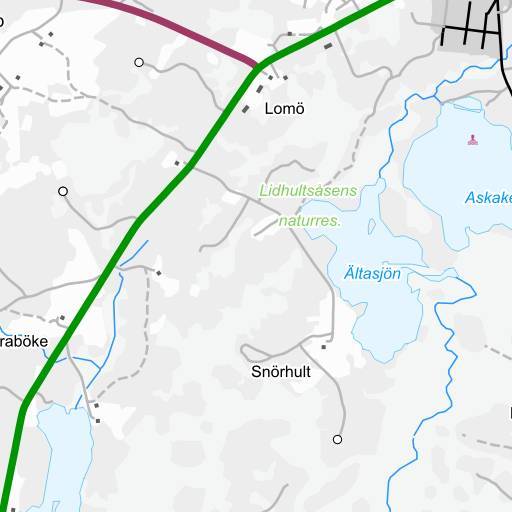 Lomö
Lidhultsåsens
naturres.
Askake
Ältasjön
raböke
Snörhult